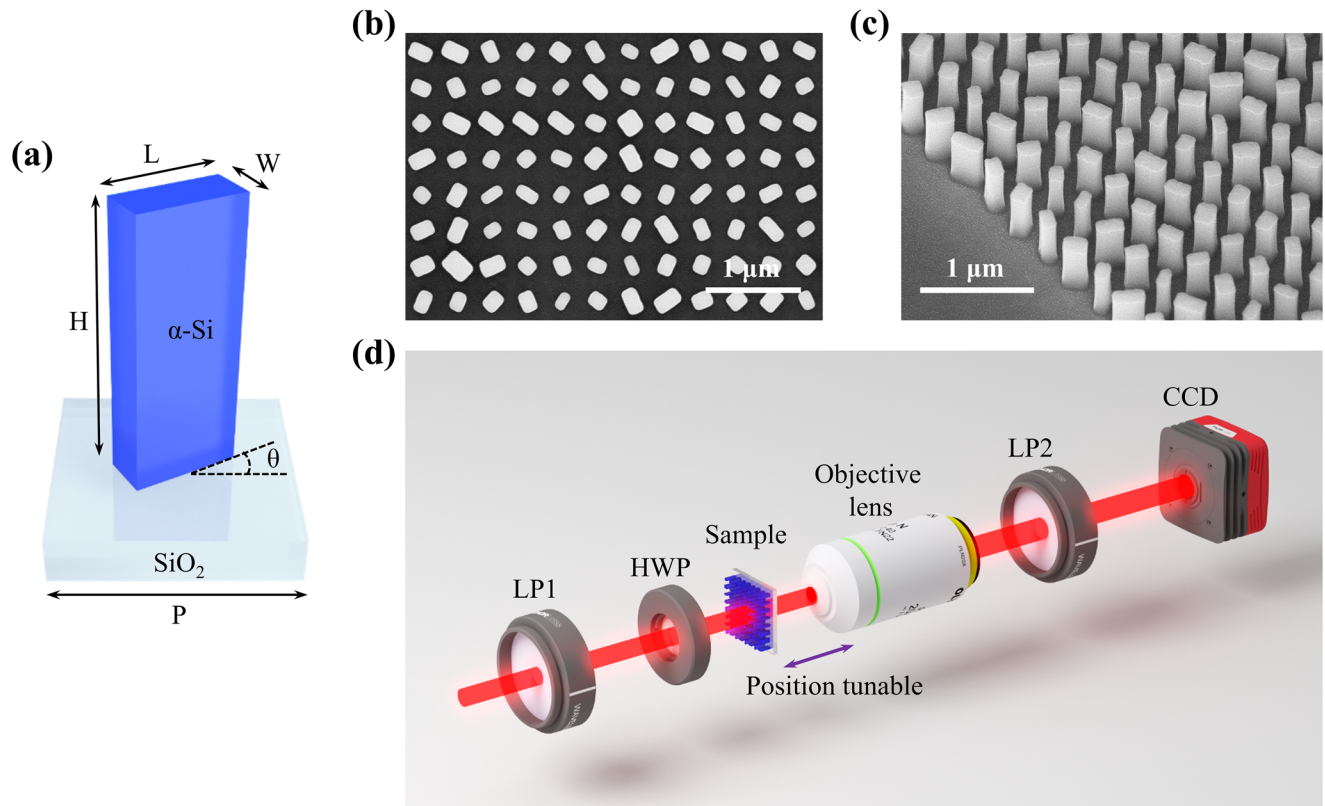 (a)
L
W
H
α-Si
θ
SiO₂
P
(b)
1 μm
(c)
1 μm
(d)
CCD
LP2
Objective
lens
Sample
HWP
LP1
Position tunable